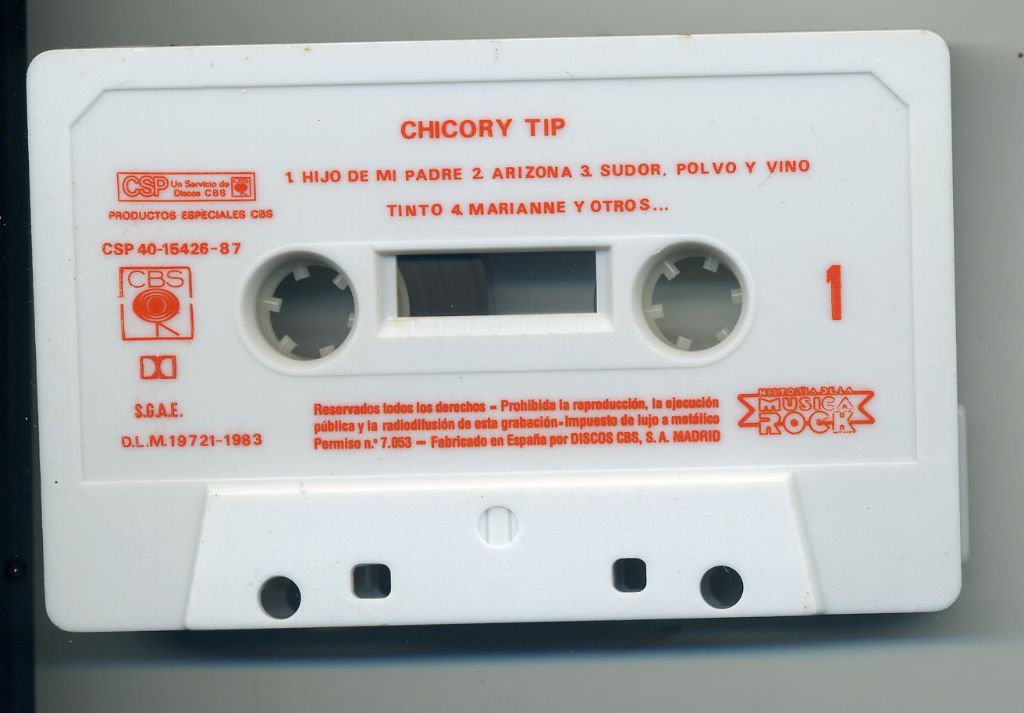 CHICORY TIP
1. HIJO DE MI PADRE 2. ARIZONA 3. SUDOR, POLVO Y VINO
TINTO 4. MARIANNE Y OTROS...
CSP Un Servicio de
Discos CBS
PRODUCTOS ESPECIALES CBS
CSP 40-15426-87
CBS
1
S.G.A.E.
D.L.M.19721-1983
Reservados todos los derechos – Prohibida la reproducción, la ejecución
pública y la radiodifusión de esta grabación-Impuesto de lujo a metálico
Permiso n.º 7.053 – Fabricado en España por DISCOS CBS, S. A. MADRID
HISTORIA DE LA
MUSICA
ROCK